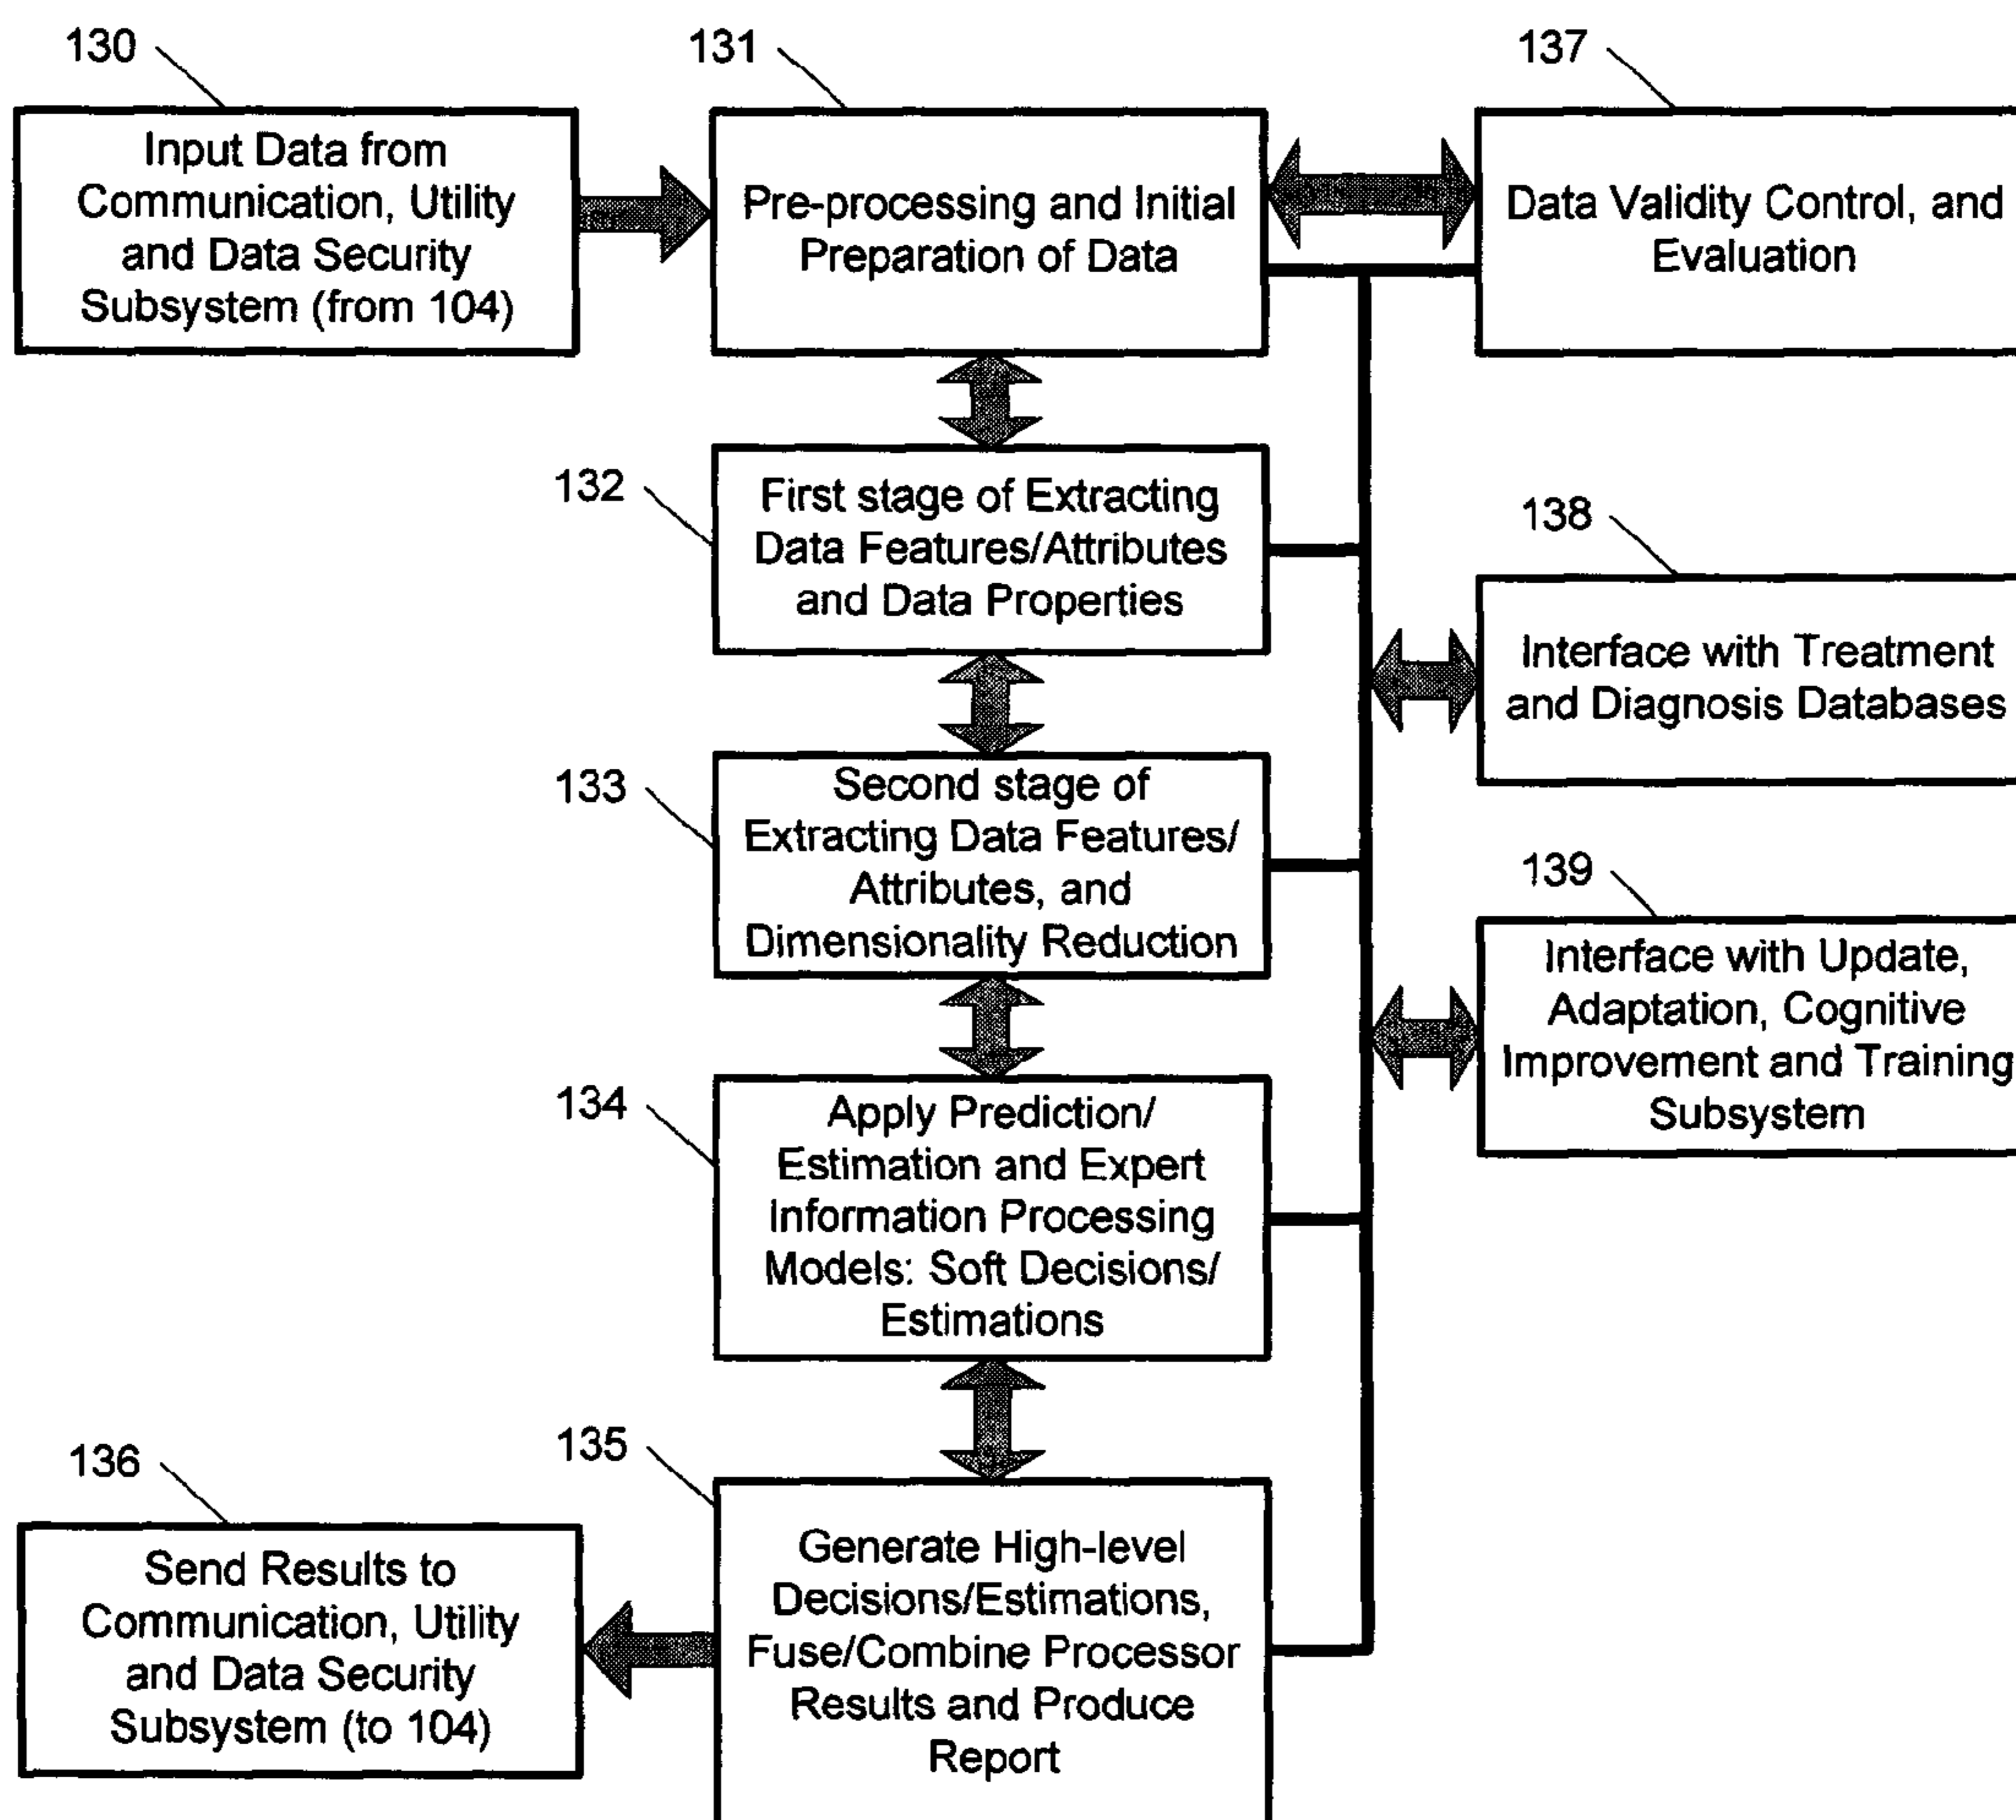 130
Input Data from
Communication, Utility
and Data Security
Subsystem (from 104)
131
Pre-processing and Initial
Preparation of Data
137
Data Validity Control, and
Evaluation
132
First stage of Extracting
Data Features/Attributes
and Data Properties
138
Interface with Treatment
and Diagnosis Databases
133
Second stage of
Extracting Data Features/
Attributes, and
Dimensionality Reduction
139
Interface with Update,
Adaptation, Cognitive
Improvement and Training
Subsystem
134
Apply Prediction/
Estimation and Expert
Information Processing
Models: Soft Decisions/
Estimations
135
Generate High-level
Decisions/Estimations,
Fuse/Combine Processor
Results and Produce
Report
136
Send Results to
Communication, Utility
and Data Security
Subsystem (to 104)